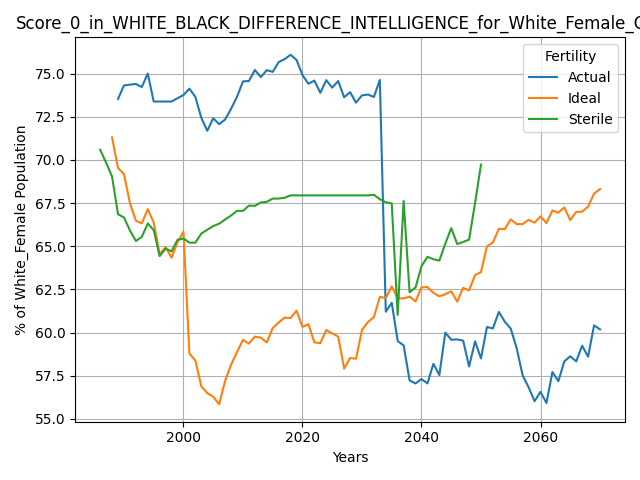 Score_0_in_WHITE_BLACK_DIFFERENCE_INTELLIGENCE_for_White_Female_
Fertility
Actual
Ideal
Sterile
% of White_Female Population
75.0
72.5
70.0
67.5
65.0
62.5
60.0
57.5
55.0
2000
2020
2040
2060
Years